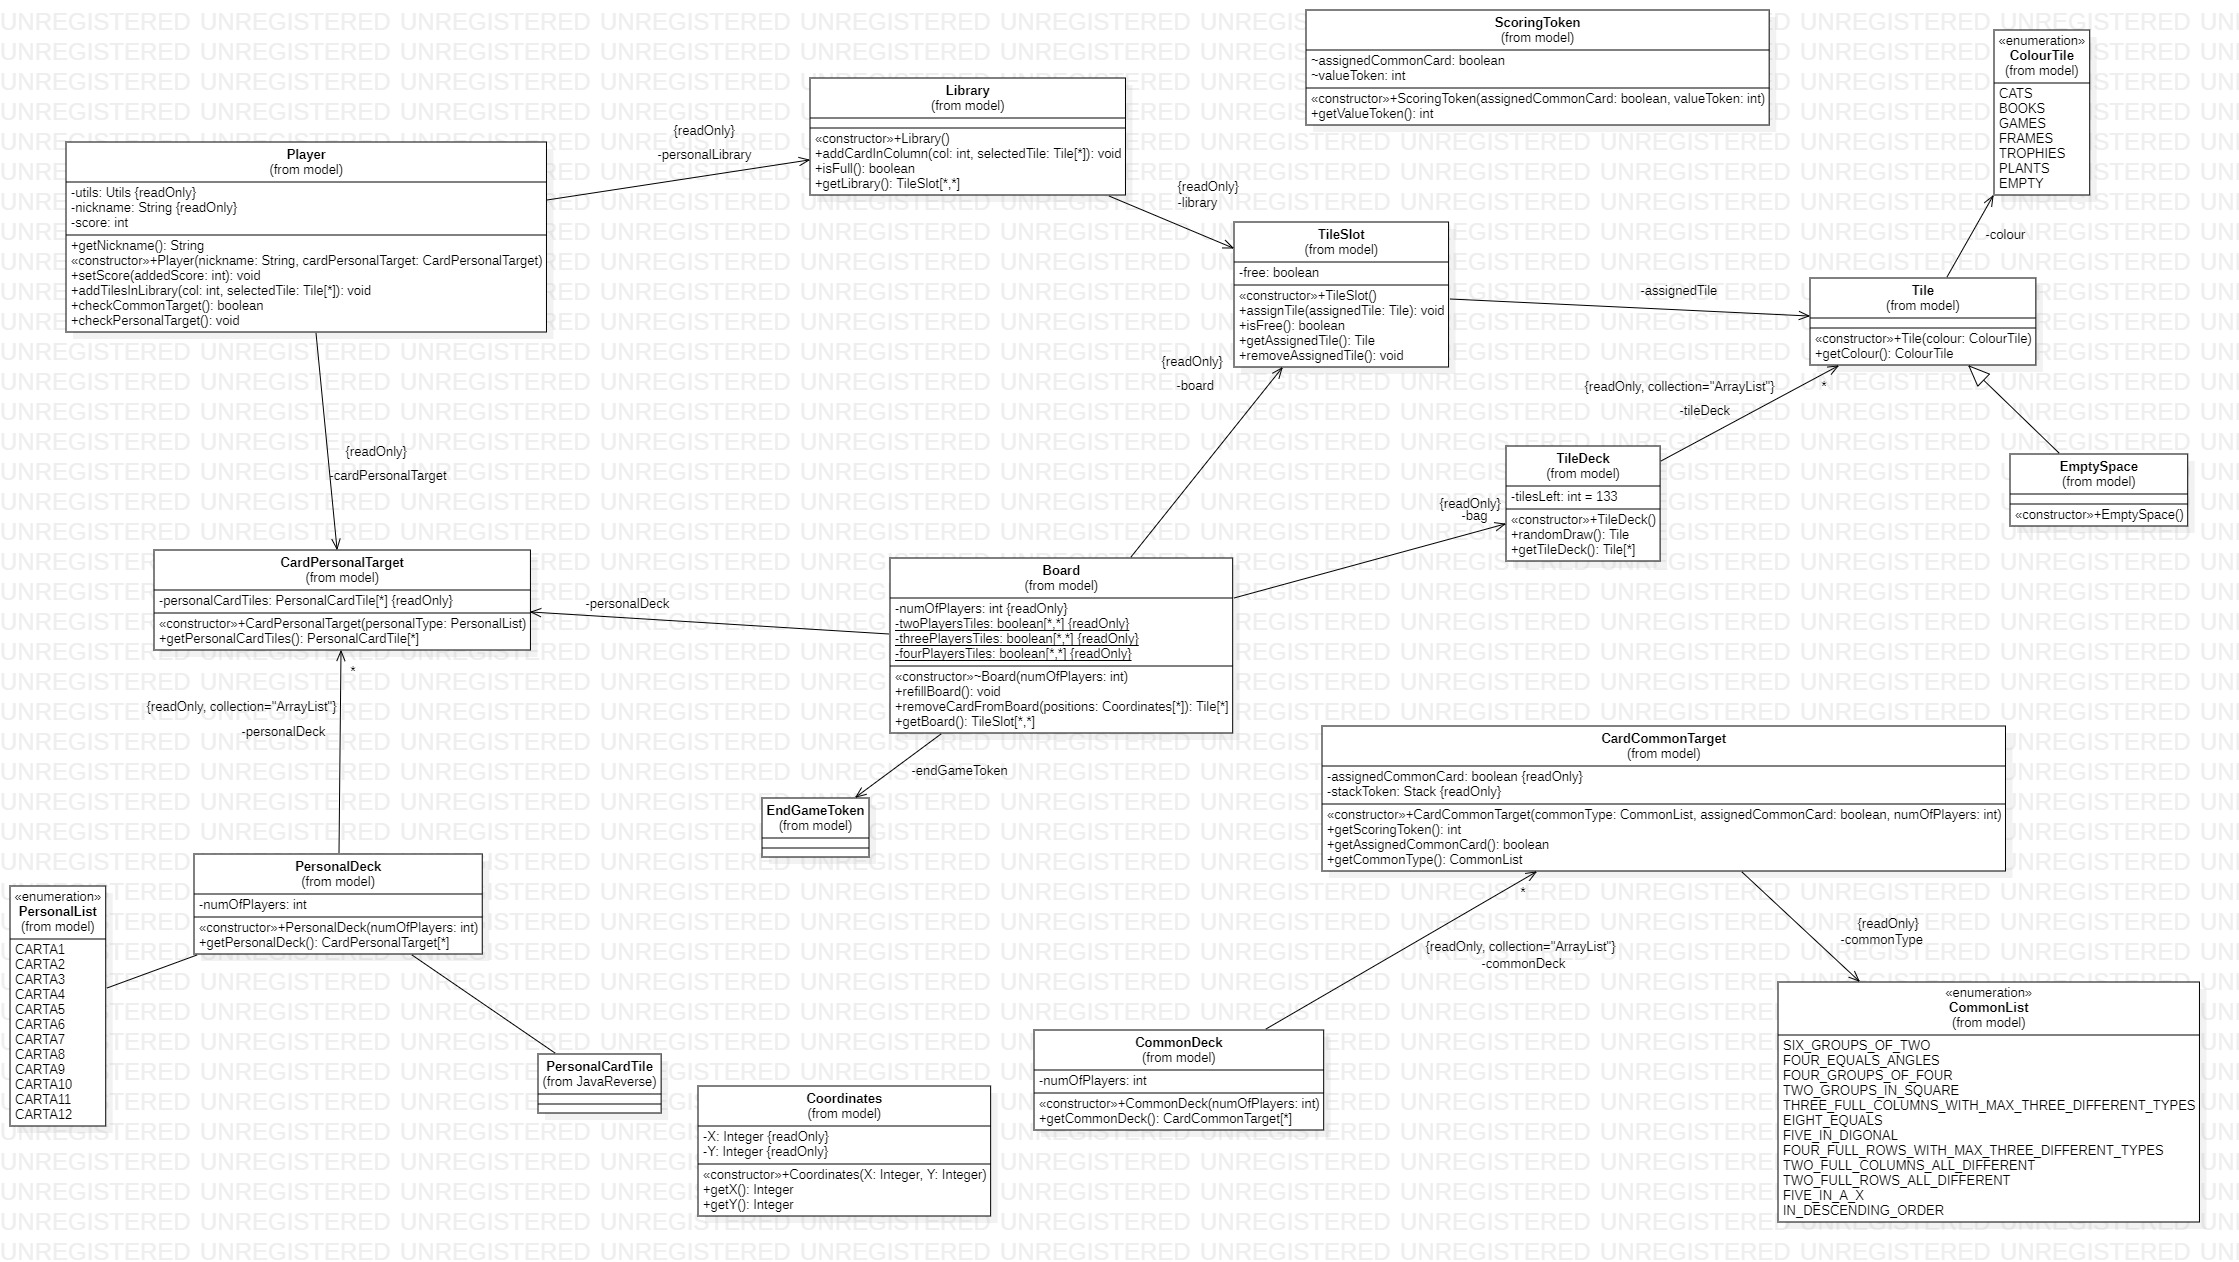 ScoringToken
(from model)
~assignedCommonCard: boolean
~valueToken: int
«constructor»+ScoringToken(assignedCommonCard: boolean, valueToken: int)
+getValueToken(): int
«enumeration»
ColourTile
(from model)
CATS
BOOKS
GAMES
FRAMES
TROPHIES
PLANTS
EMPTY
Library
(from model)
«constructor»+Library()
+addCardInColumn(col: int, selectedTile: Tile[*]): void
+isFull(): boolean
+getLibrary(): TileSlot[*,*]
{readOnly}
-personalLibrary
Player
(from model)
-utils: Utils {readOnly}
-nickname: String {readOnly}
-score: int
+getNickname(): String
«constructor»+Player(nickname: String, cardPersonalTarget: CardPersonalTarget)
+setScore(addedScore: int): void
+addTilesInLibrary(col: int, selectedTile: Tile[*]): void
+checkCommonTarget(): boolean
+checkPersonalTarget(): void
{readOnly}
-library
TileSlot
(from model)
-free: boolean
«constructor»+TileSlot()
+assignTile(assignedTile: Tile): void
+isFree(): boolean
+getAssignedTile(): Tile
+removeAssignedTile(): void
-colour
-assignedTile
Tile
(from model)
«constructor»+Tile(colour: ColourTile)
+getColour(): ColourTile
{readOnly}
-board
{readOnly, collection="ArrayList"}
*
-tileDeck
{readOnly}
-cardPersonalTarget
TileDeck
(from model)
-tilesLeft: int = 133
«constructor»+TileDeck()
+randomDraw(): Tile
+getTileDeck(): Tile[*]
{readOnly}
-bag
EmptySpace
(from model)
«constructor»+EmptySpace()
CardPersonalTarget
(from model)
-personalCardTiles: PersonalCardTile[*] {readOnly}
«constructor»+CardPersonalTarget(personalType: PersonalList)
+getPersonalCardTiles(): PersonalCardTile[*]
-personalDeck
Board
(from model)
-numOfPlayers: int {readOnly}
-twoPlayersTiles: boolean[*,*] {readOnly}
-threePlayersTiles: boolean[*,*] {readOnly}
-fourPlayersTiles: boolean[*,*] {readOnly}
«constructor»~Board(numOfPlayers: int)
+refillBoard(): void
+removeCardFromBoard(positions: Coordinates[*]): Tile[*]
+getBoard(): TileSlot[*,*]
*
{readOnly, collection="ArrayList"}
-personalDeck
-endGameToken
EndGameToken
(from model)
CardCommonTarget
(from model)
-assignedCommonCard: boolean {readOnly}
-stackToken: Stack {readOnly}
«constructor»+CardCommonTarget(commonType: CommonList, assignedCommonCard: boolean, numOfPlayers: int)
+getScoringToken(): int
+getAssignedCommonCard(): boolean
+getCommonType(): CommonList
PersonalDeck
(from model)
-numOfPlayers: int
«constructor»+PersonalDeck(numOfPlayers: int)
+getPersonalDeck(): CardPersonalTarget[*]
«enumeration»
PersonalList
(from model)
CARTA1
CARTA2
CARTA3
CARTA4
CARTA5
CARTA6
CARTA7
CARTA8
CARTA9
CARTA10
CARTA11
CARTA12
*
{readOnly, collection="ArrayList"}
-commonDeck
{readOnly}
-commonType
PersonalCardTile
(from JavaReverse)
Coordinates
(from model)
-X: Integer {readOnly}
-Y: Integer {readOnly}
«constructor»+Coordinates(X: Integer, Y: Integer)
+getX(): Integer
+getY(): Integer
CommonDeck
(from model)
-numOfPlayers: int
«constructor»+CommonDeck(numOfPlayers: int)
+getCommonDeck(): CardCommonTarget[*]
«enumeration»
CommonList
(from model)
SIX_GROUPS_OF_TWO
FOUR_EQUALS_ANGLES
FOUR_GROUPS_OF_FOUR
TWO_GROUPS_IN_SQUARE
THREE_FULL_COLUMNS_WITH_MAX_THREE_DIFFERENT_TYPES
EIGHT_EQUALS
FIVE_IN_DIGONAL
FOUR_FULL_ROWS_WITH_MAX_THREE_DIFFERENT_TYPES
TWO_FULL_COLUMNS_ALL_DIFFERENT
TWO_FULL_ROWS_ALL_DIFFERENT
FIVE_IN_A_X
IN_DESCENDING_ORDER
UNREGISTERED